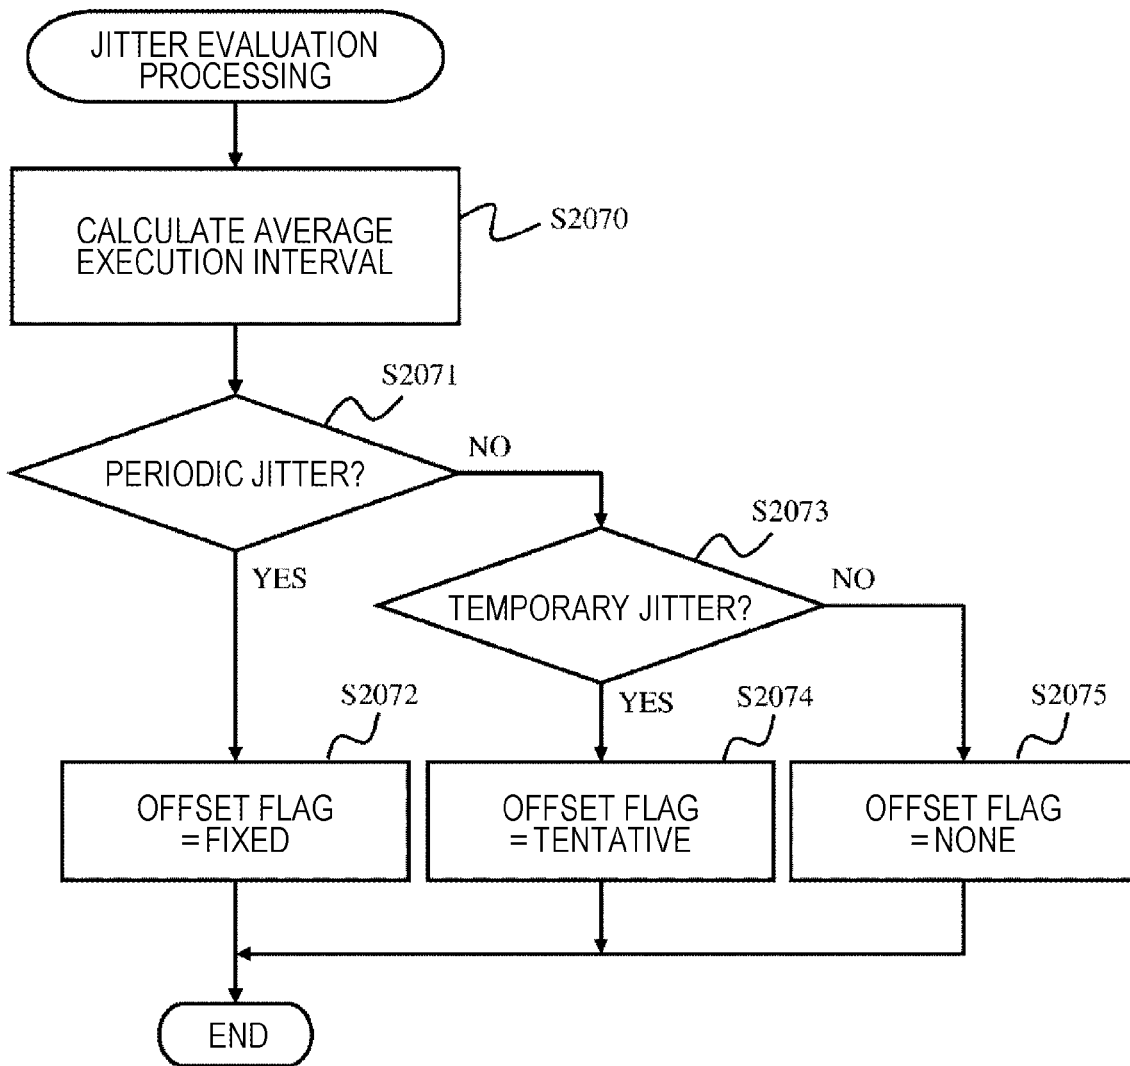 JITTER EVALUATION
PROCESSING
CALCULATE AVERAGE
EXECUTION INTERVAL
S2070
S2071
PERIODIC JITTER?
NO
YES
S2073
TEMPORARY JITTER?
NO
YES
S2072
OFFSET FLAG
=FIXED
S2074
OFFSET FLAG
=TENTATIVE
S2075
OFFSET FLAG
=NONE
END